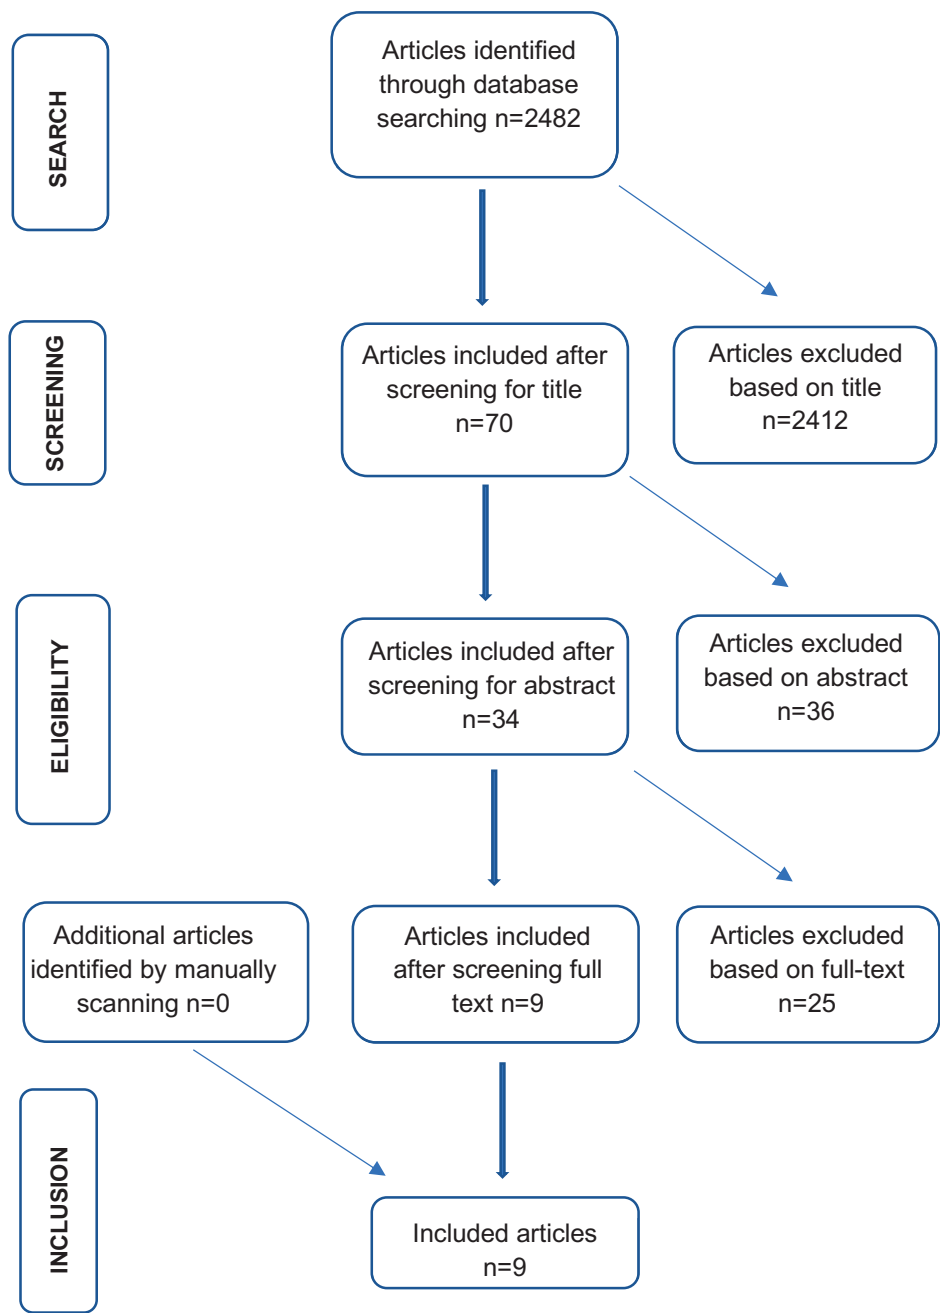 SEARCH
Articles identified
through database
searching n=2482
SCREENING
Articles included after
screening for title
n=70
Articles excluded
based on title
n=2412
ELIGIBILITY
Articles included after
screening for abstract
n=34
Articles excluded
based on abstract
n=36
Additional articles
identified by manually
scanning n=0
Articles included
after screening full
text n=9
Articles excluded
based on full-text
n=25
INCLUSION
Included articles
n=9